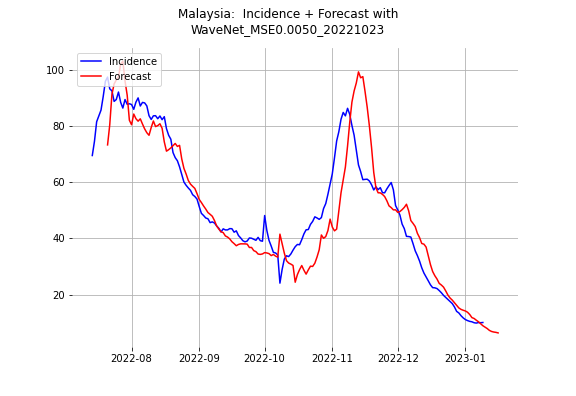 Malaysia:  Incidence + Forecast with
WaveNet_MSE0.0050_20221023
Incidence
Forecast
100
80
60
40
20
2022-08
2022-09
2022-10
2022-11
2022-12
2023-01